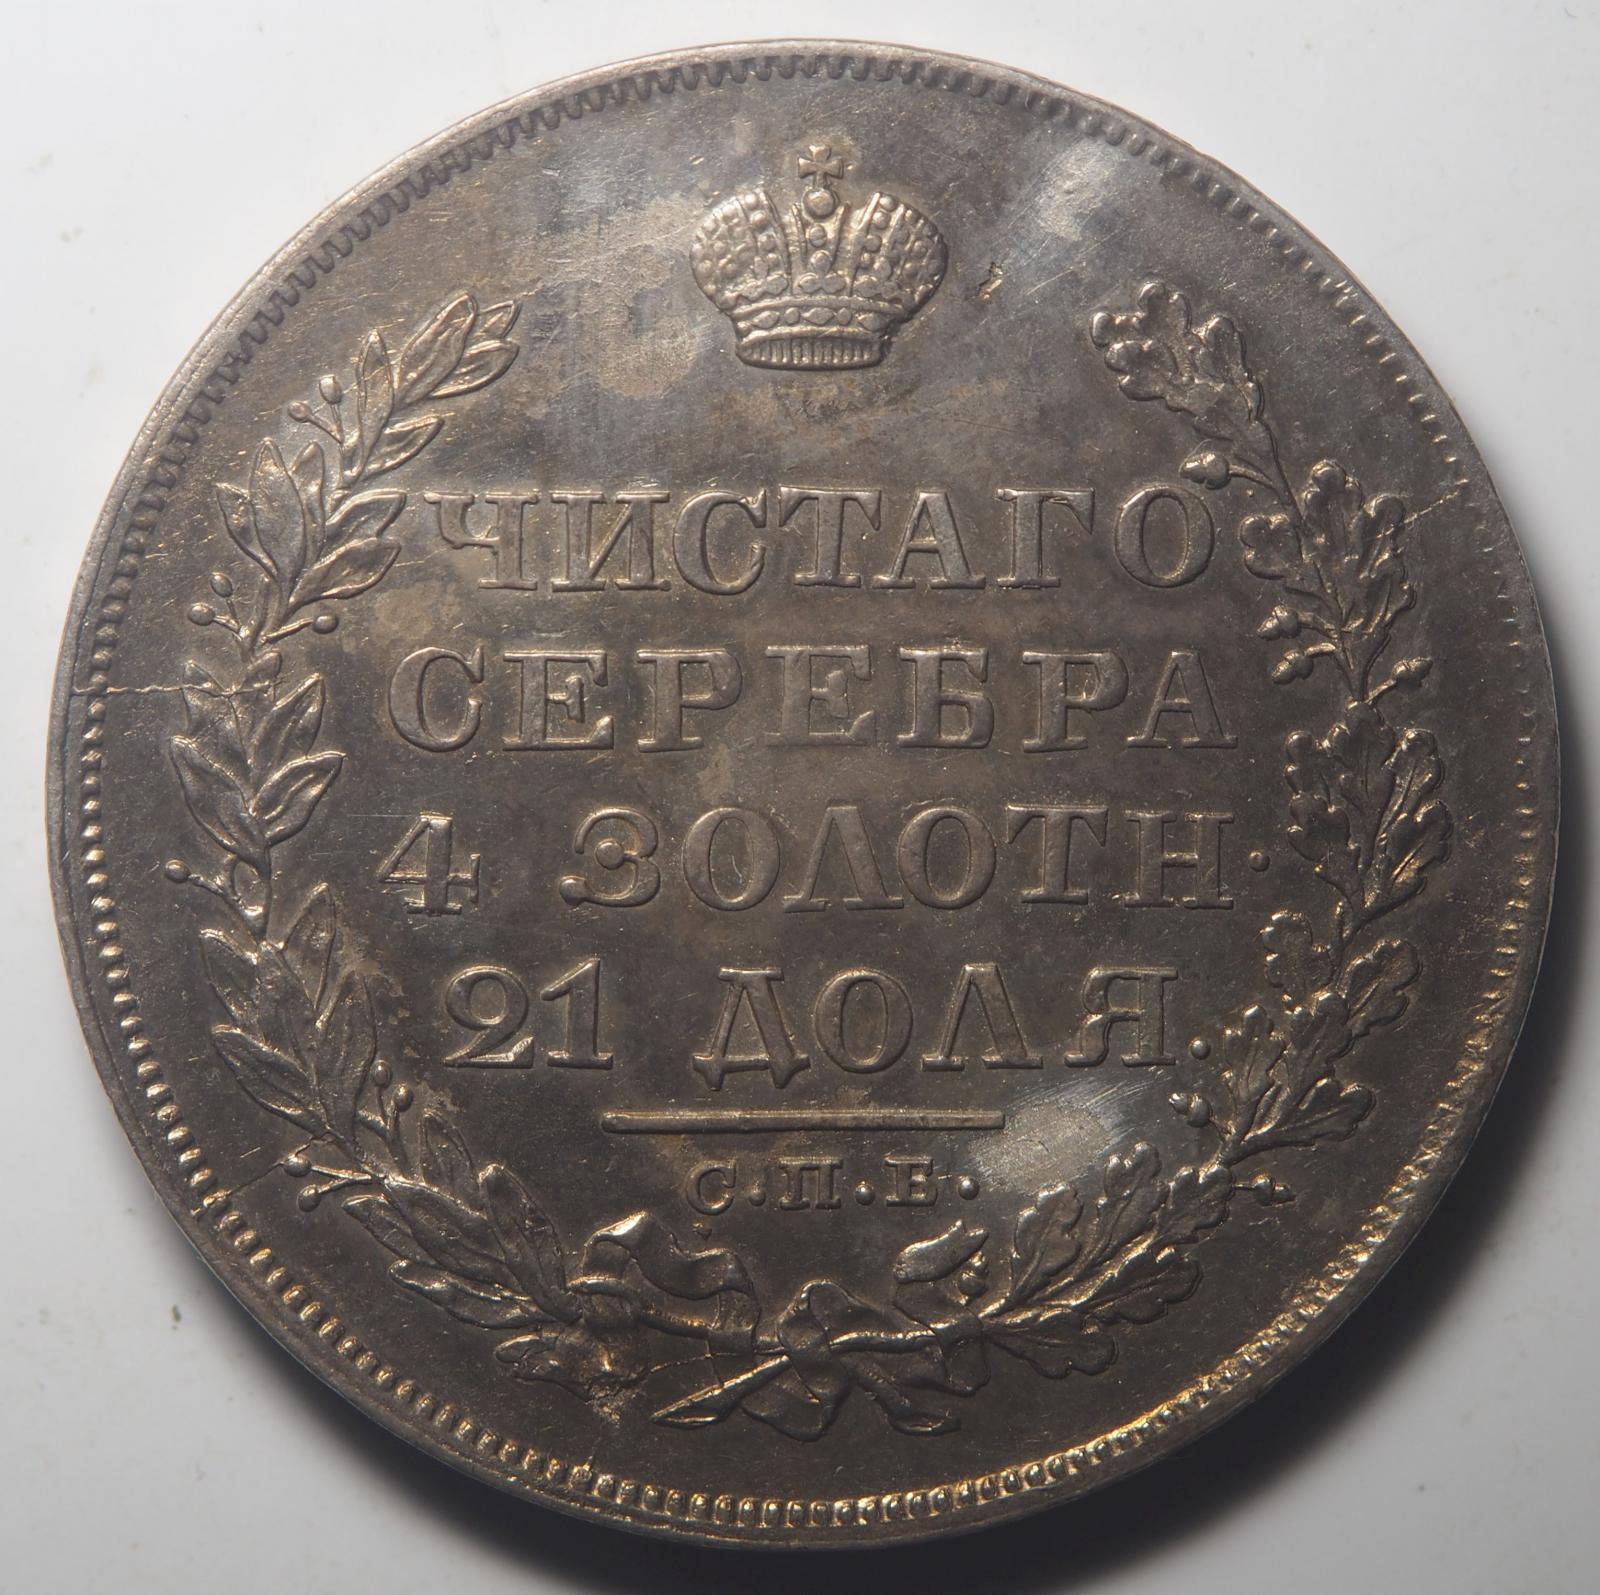 ЧИСТАГО
СЕРЕБРА
4 ЗОЛОТН·
21 ДОЛЯ.
С·П·Б·